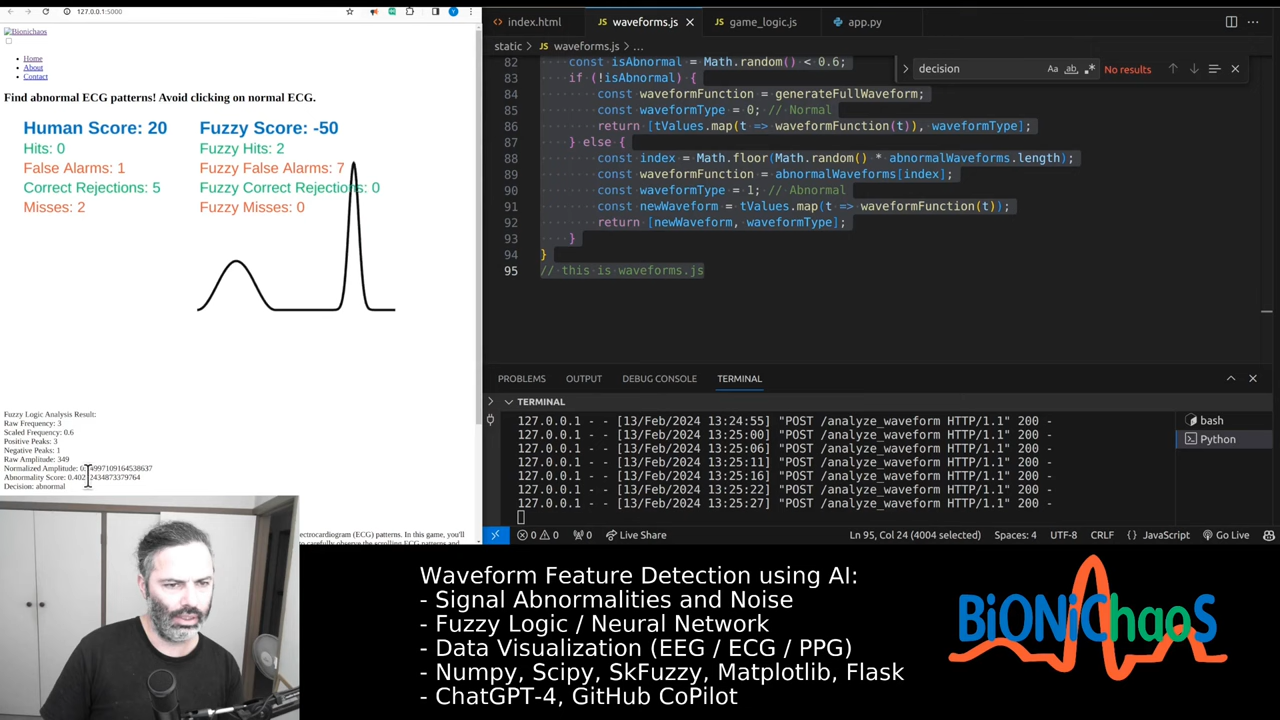 127.0.0.1:5000
Bionichaos
Home
About
Contact
Find abnormal ECG patterns! Avoid clicking on normal ECG.
Human Score: 20
Hits: 0
False Alarms: 1
Correct Rejections: 5
Misses: 2
Fuzzy Score: -50
Fuzzy Hits: 2
Fuzzy False Alarms: 7
Fuzzy Correct Rejections: 0
Fuzzy Misses: 0
Fuzzy Logic Analysis Result:
Raw Frequency: 3
Scaled Frequency: 0.6
Positive Peaks: 3
Negative Peaks: 1
Raw Amplitude: 349
Normalized Amplitude:
Abnormality Score:
Decision: abnormal
electrocardiogram (ECG) patterns. In this game, you'll
index.html
JS waveforms.js
JS game_logic.js
app.py
static > JS waveforms.js > ...
decision
Aa ab
No results
82 const isAbnormal = Math.random() < 0.6;
83 if (!isAbnormal) {
84 const waveformFunction = generateFullWaveform;
85 const waveformType = 0; // Normal
86 return [tValues.map(t => waveformFunction(t)), waveformType];
87 } else {
88 const index = Math.floor(Math.random() * abnormalWaveforms.length);
89 const waveformFunction = abnormalWaveforms[index];
90 const waveformType = 1; // Abnormal
91 const newWaveform = tValues.map(t => waveformFunction(t));
92 return [newWaveform, waveformType];
93 }
94 }
95 // this is waveforms.js
PROBLEMS OUTPUT DEBUG CONSOLE TERMINAL
TERMINAL
127.0.0.1 - - [13/Feb/2024 13:24:55] "POST /analyze_waveform HTTP/1.1" 200 -
127.0.0.1 - - [13/Feb/2024 13:25:00] "POST /analyze_waveform HTTP/1.1" 200 -
127.0.0.1 - - [13/Feb/2024 13:25:06] "POST /analyze_waveform HTTP/1.1" 200 -
127.0.0.1 - - [13/Feb/2024 13:25:11] "POST /analyze_waveform HTTP/1.1" 200 -
127.0.0.1 - - [13/Feb/2024 13:25:16] "POST /analyze_waveform HTTP/1.1" 200 -
127.0.0.1 - - [13/Feb/2024 13:25:22] "POST /analyze_waveform HTTP/1.1" 200 -
127.0.0.1 - - [13/Feb/2024 13:25:27] "POST /analyze_waveform HTTP/1.1" 200 -
bash
Python
0 0 0 Live Share
Ln 95, Col 24 (4004 selected) Spaces: 4 UTF-8 CRLF JavaScript Go Live
Waveform Feature Detection using AI:
- Signal Abnormalities and Noise
- Fuzzy Logic / Neural Network
- Data Visualization (EEG / ECG / PPG)
- Numpy, Scipy, SkFuzzy, Matplotlib, Flask
- ChatGPT-4, GitHub CoPilot
BiONiChaoS